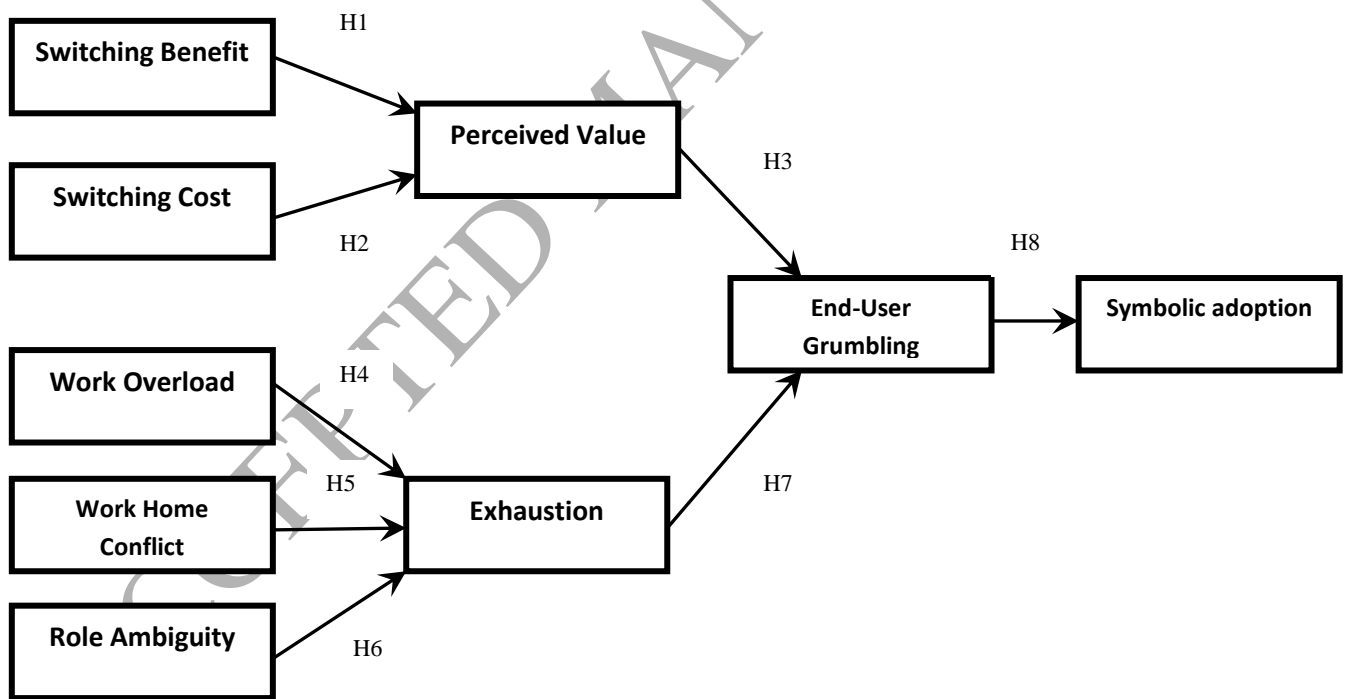 H1
Switching Benefit
Perceived Value
H3
Switching Cost
H2
H8
End-User
Grumbling
Symbolic adoption
H4
Work Overload
H5
H7
Work Home
Conflict
Exhaustion
Role Ambiguity
H6